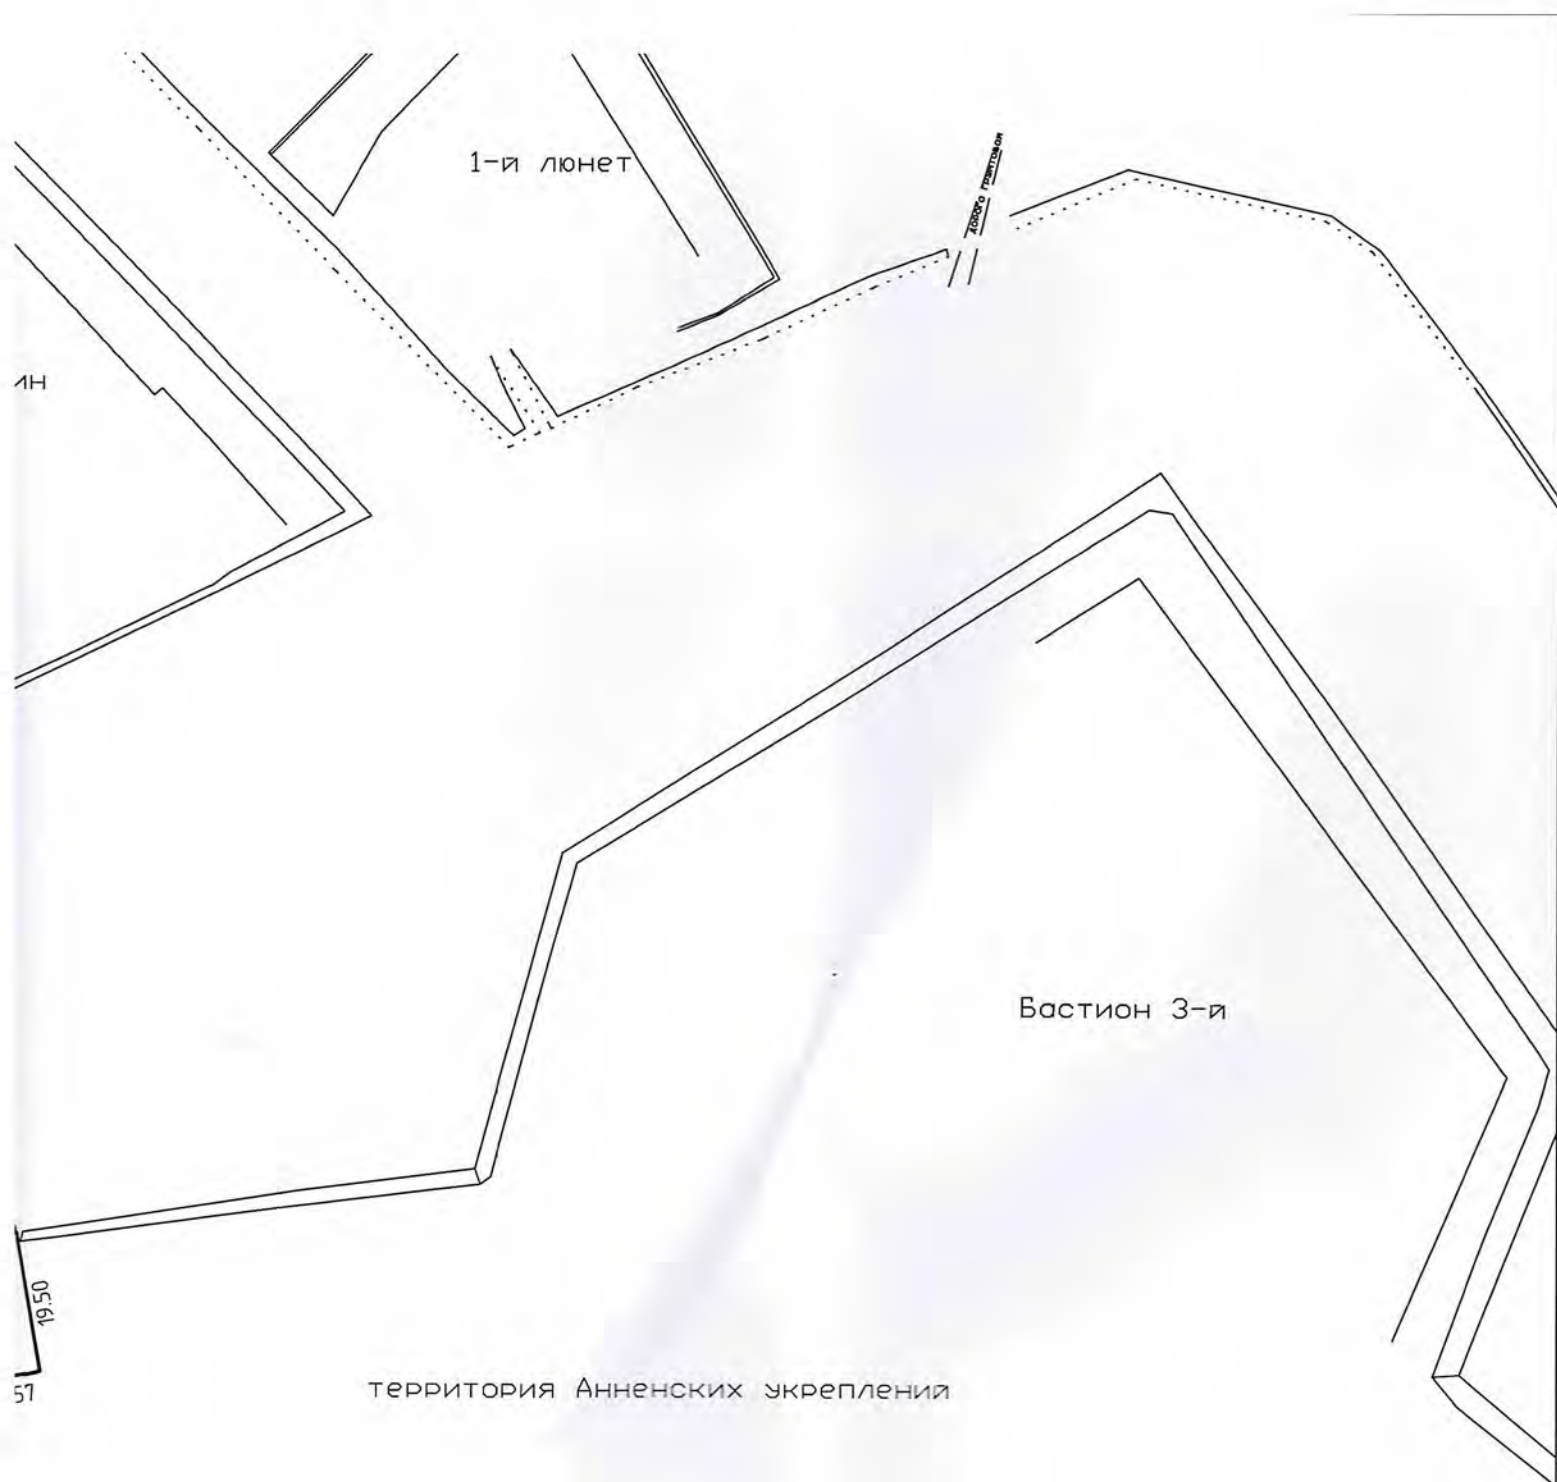 1-й люнет
дорога грунтовая
ин
Бастион 3-й
19.50
57
территория Анненских укреплений